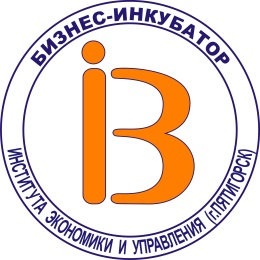 БИЗНЕС-ИНКУБАТОР
iB
ИНСТИТУТА ЭКОНОМИКИ И УПРАВЛЕНИЯ (г.ПЯТИГОРСК)